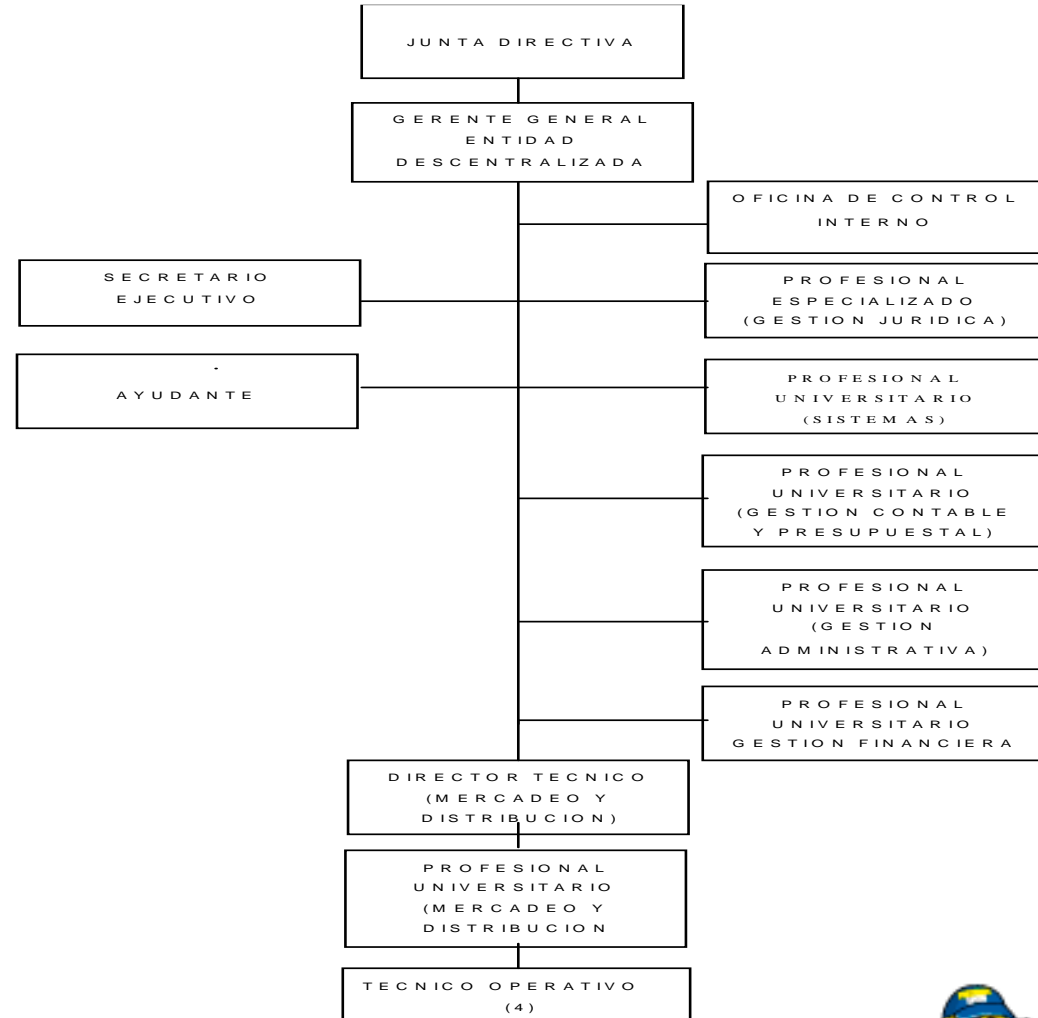 JUNTA DIRECTIVA
GERENTE GENERAL
ENTIDAD
DESCENTRALIZADA
OFICINA DE CONTROL
INTERNO
SECRETARIO
EJECUTIVO
PROFESIONAL
ESPECIALIZADO
(GESTION JURIDICA)
AYUDANTE
PROFESIONAL
UNIVERSITARIO
(SISTEMAS)
PROFESIONAL
UNIVERSITARIO
(GESTION CONTABLE
Y PRESUPUESTAL)
PROFESIONAL
UNIVERSITARIO
(GESTION
ADMINISTRATIVA)
PROFESIONAL
UNIVERSITARIO
GESTION FINANCIERA
DIRECTOR TECNICO
(MERCADEO Y
DISTRIBUCION)
PROFESIONAL
UNIVERSITARIO
(MERCADEO Y
DISTRIBUCION
TECNICO OPERATIVO
(4)